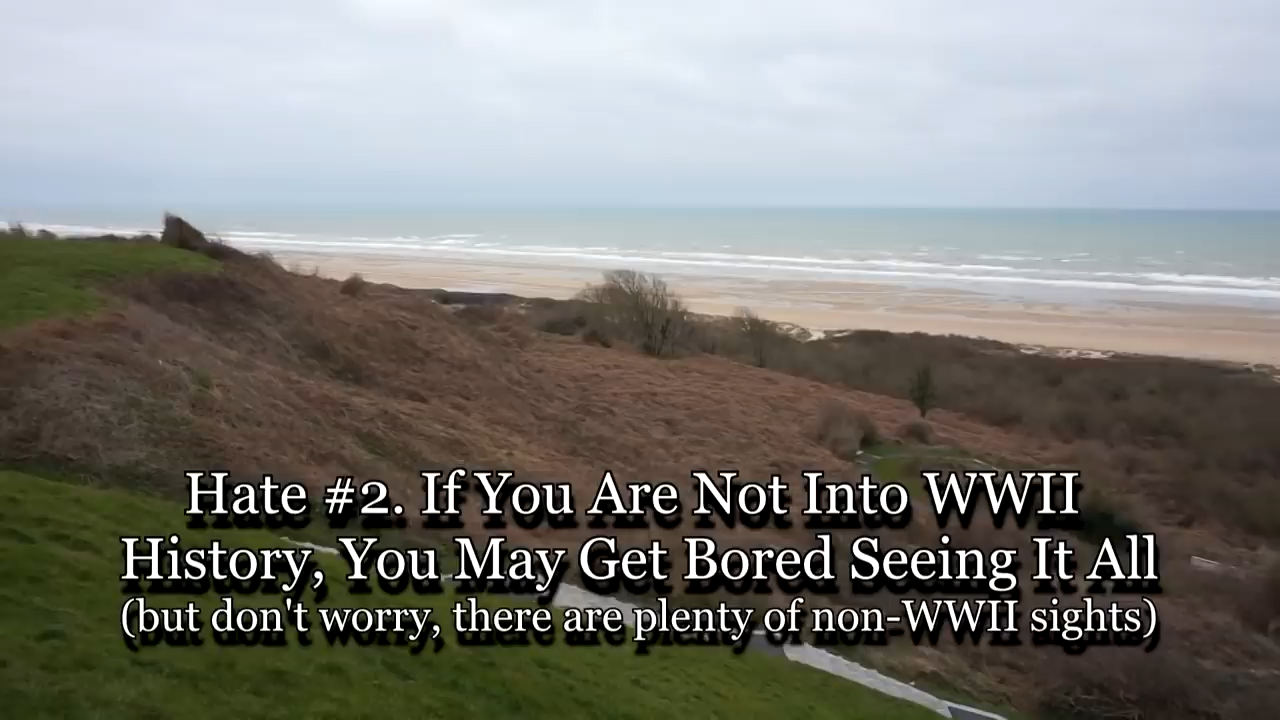 Hate #2. If You Are Not Into WWII
History, You May Get Bored Seeing It All
(but don't worry, there are plenty of non-WWII sights)